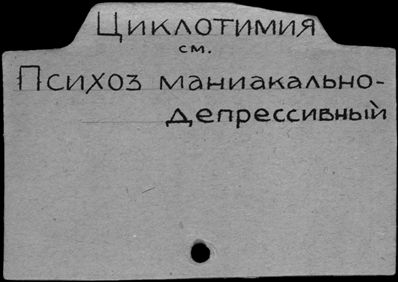 Циклотимия
см.
Психоз маниакально-
депрессивный